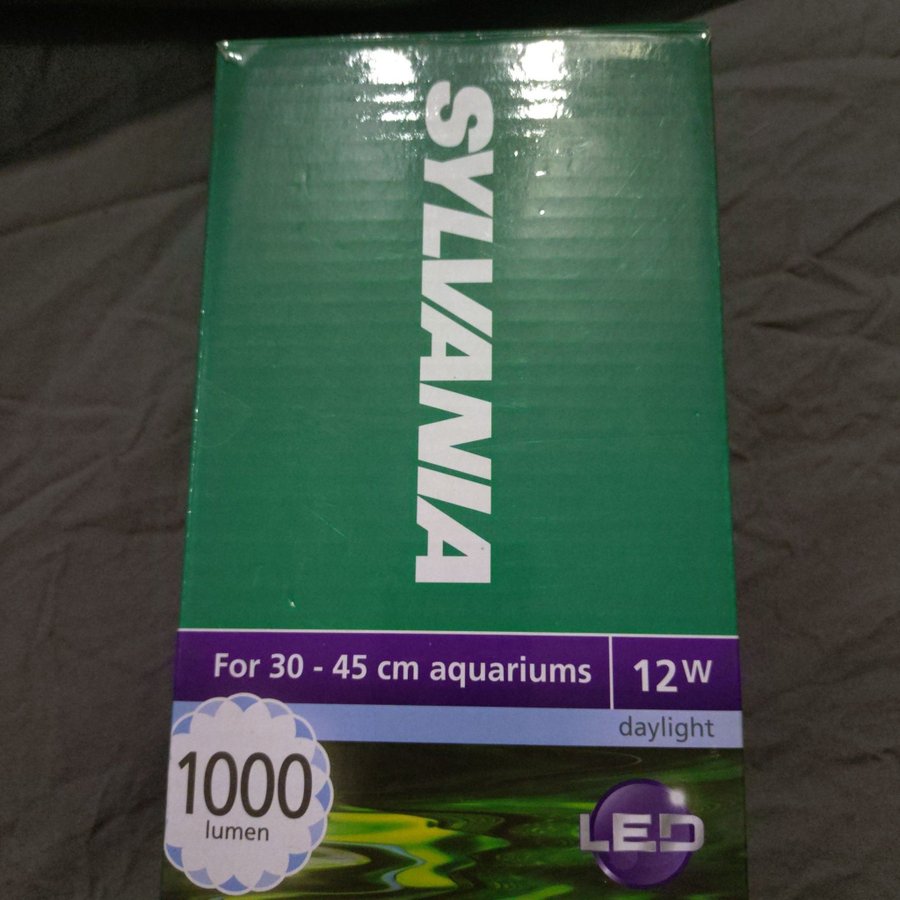 SYLVANIA
For 30 - 45 cm aquariums
12W
daylight
1000
lumen
LED